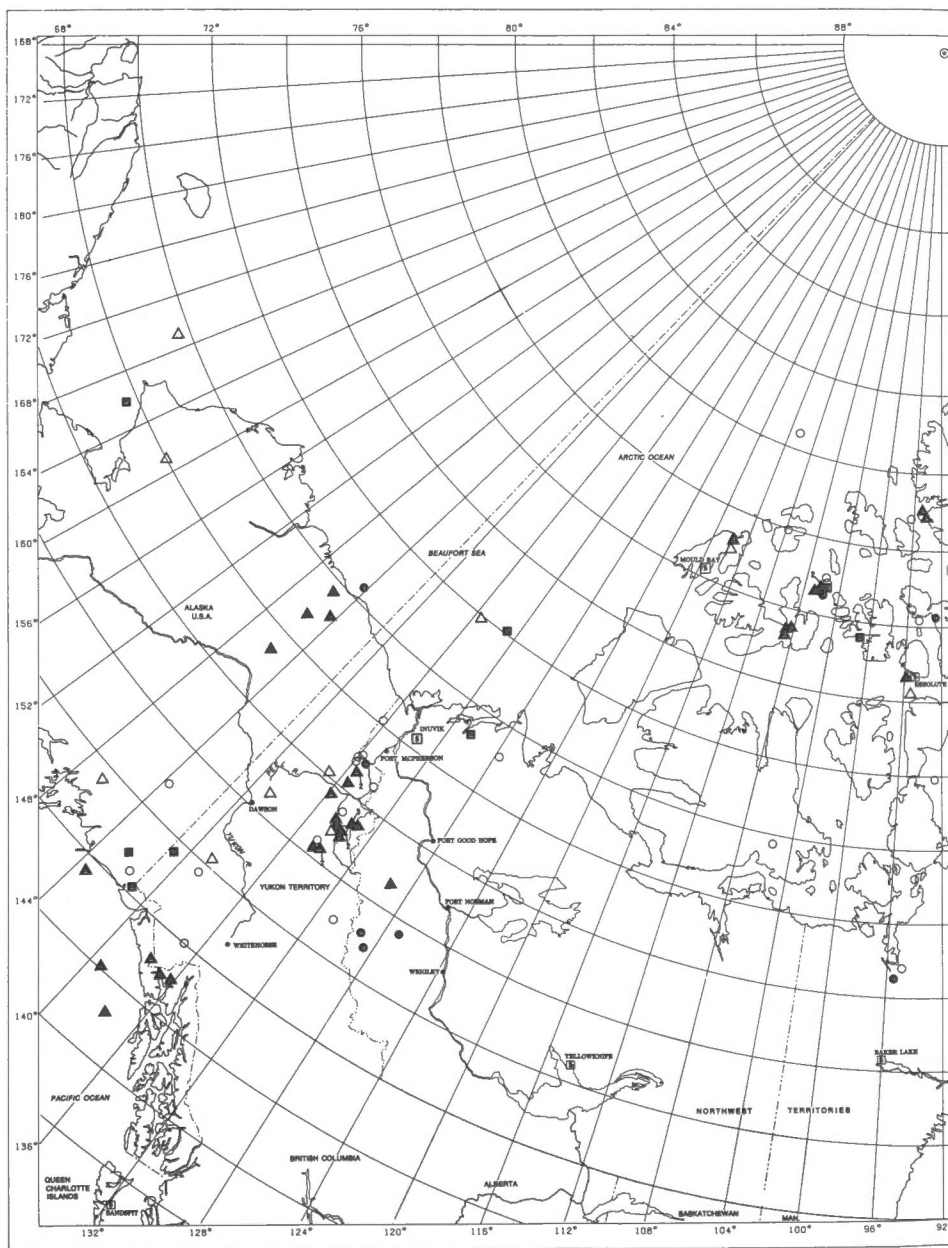 68° 72° 76° 80° 84° 88°
168°
172°
176°
180°
176°
172°
168°
164°
160°
156°
152°
148°
144°
140°
136°
132° 128° 124° 120° 116° 112° 108° 104° 100° 96° 92°
ARCTIC OCEAN
BEAUFORT SEA
MOULD BAY
ALASKA
U.S.A.
RESOLUTE
INUVIK
FORT MCPHERSON
DAWSON
YUKON R.
FORT GOOD HOPE
YUKON TERRITORY
FORT NORMAN
WHITEHORSE
WRIGLEY
YELLOWKNIFE
BAKER LAKE
PACIFIC OCEAN
NORTHWEST TERRITORIES
BRITISH COLUMBIA
QUEEN
CHARLOTTE
ISLANDS
SANDSPIT
ALBERTA
SASKATCHEWAN
MAN.